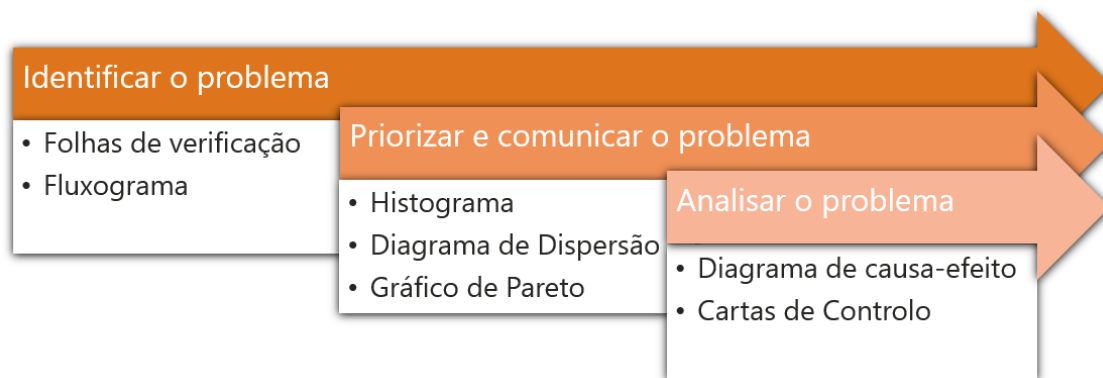 Identificar o problema
• Folhas de verificação
• Fluxograma
Priorizar e comunicar o problema
• Histograma
• Diagrama de Dispersão
• Gráfico de Pareto
Analisar o problema
• Diagrama de causa-efeito
• Cartas de Controlo